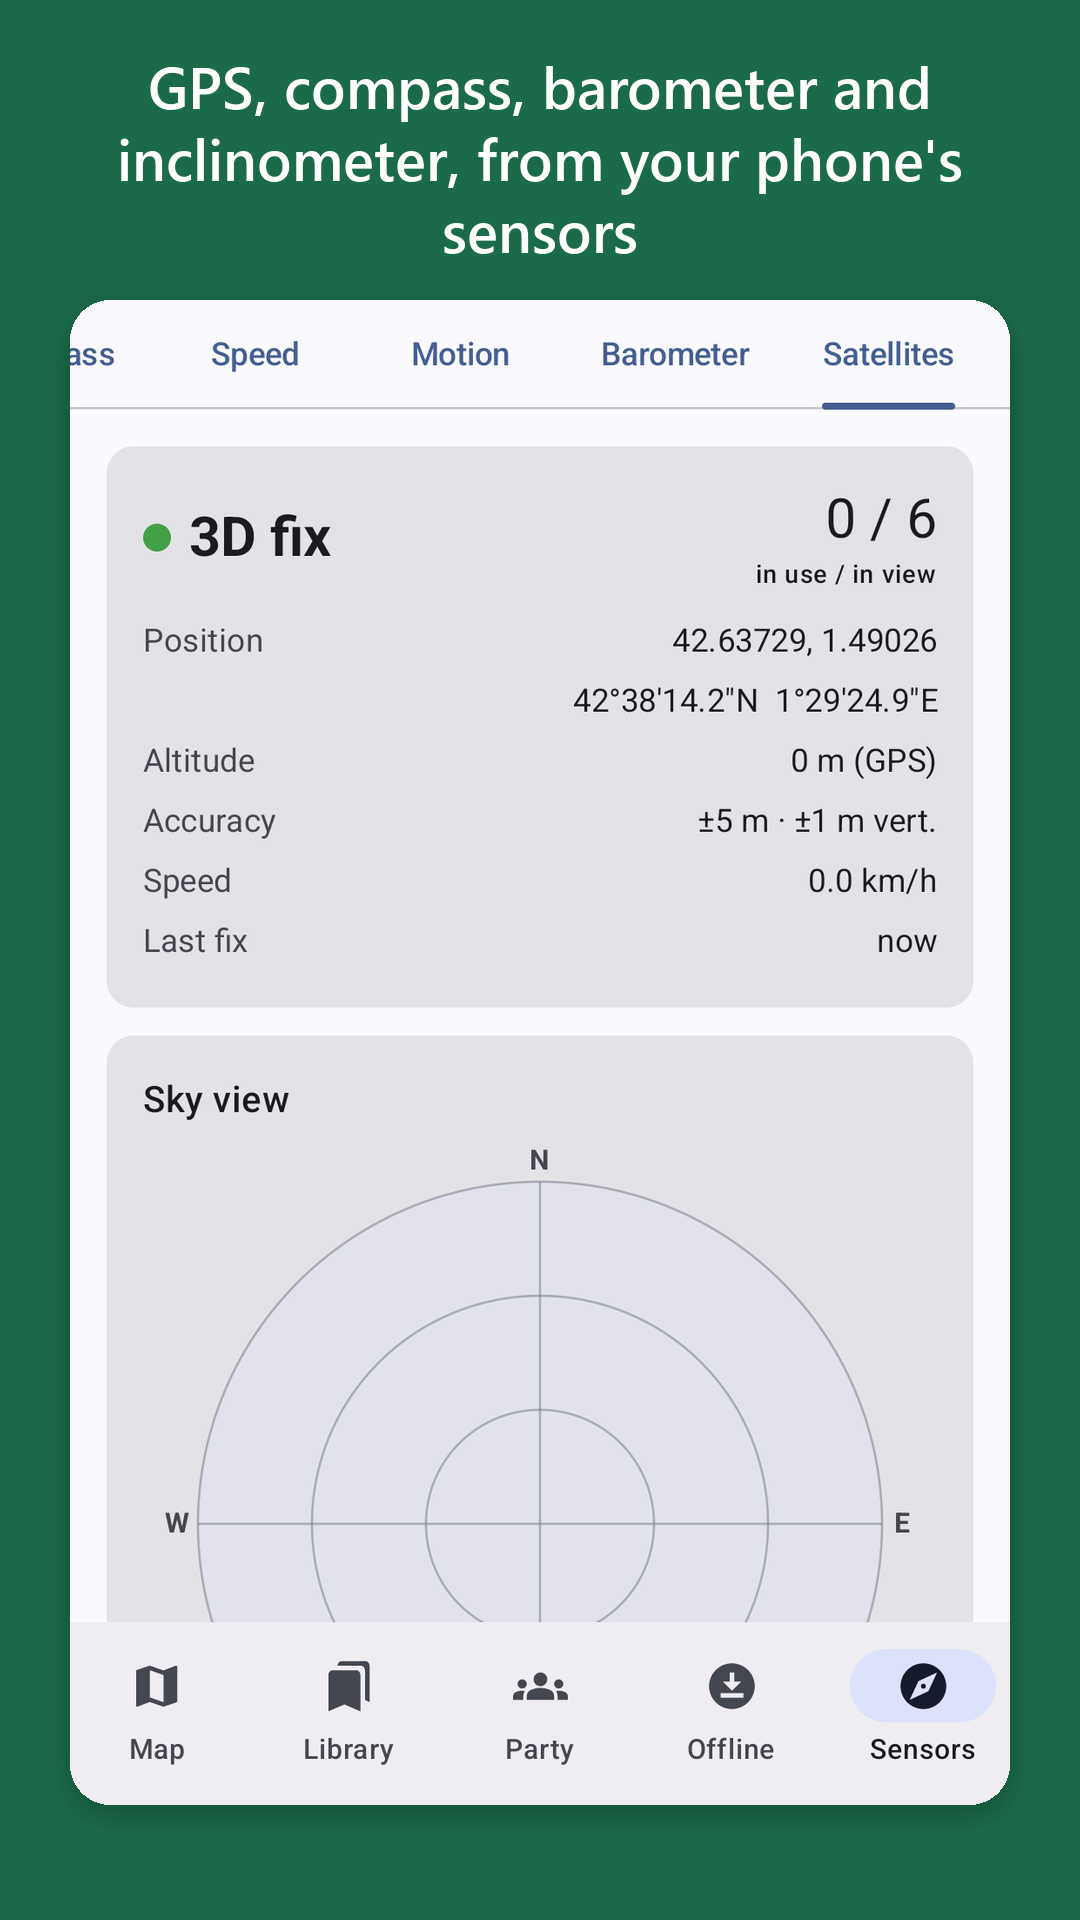 GPS, compass, barometer and
inclinometer, from your phone's
sensors
ass Speed Motion Barometer Satellites
3D fix
0 / 6
in use / in view
Position 42.63729, 1.49026
42°38'14.2"N 1°29'24.9"E
Altitude 0 m (GPS)
Accuracy ±5 m · ±1 m vert.
Speed 0.0 km/h
Last fix now
Sky view
N
W E
Map Library Party Offline Sensors